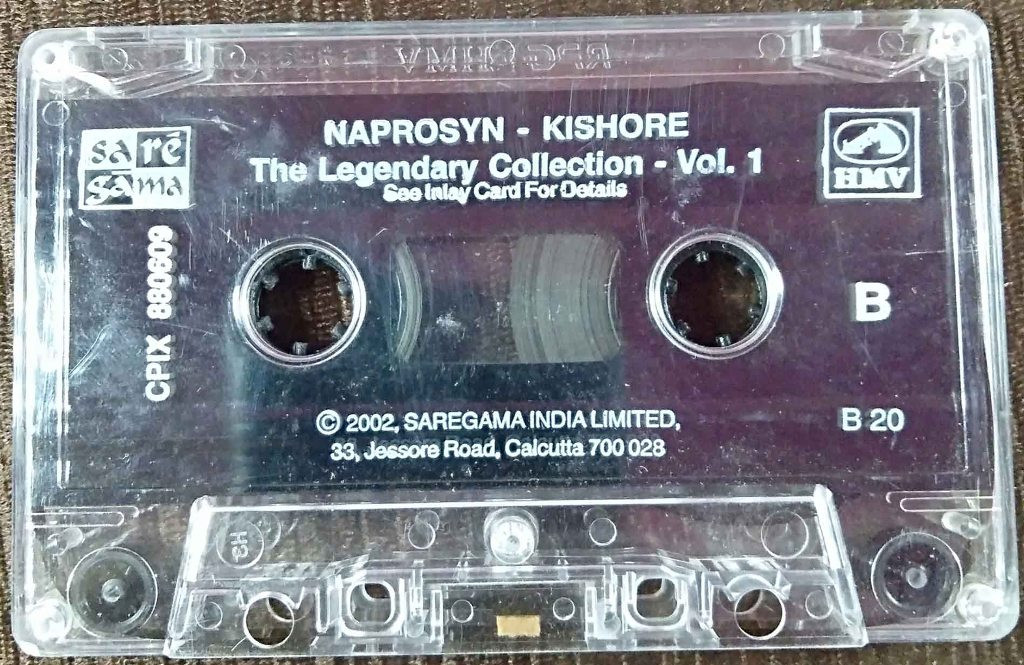 NAPROSYN - KISHORE
The Legendary Collection - Vol. 1
See Inlay Card For Details
sa ré
ga ma
HMV
CPIX 880609
B
© 2002, SAREGAMA INDIA LIMITED,
33, Jessore Road, Calcutta 700 028
B 20
H3